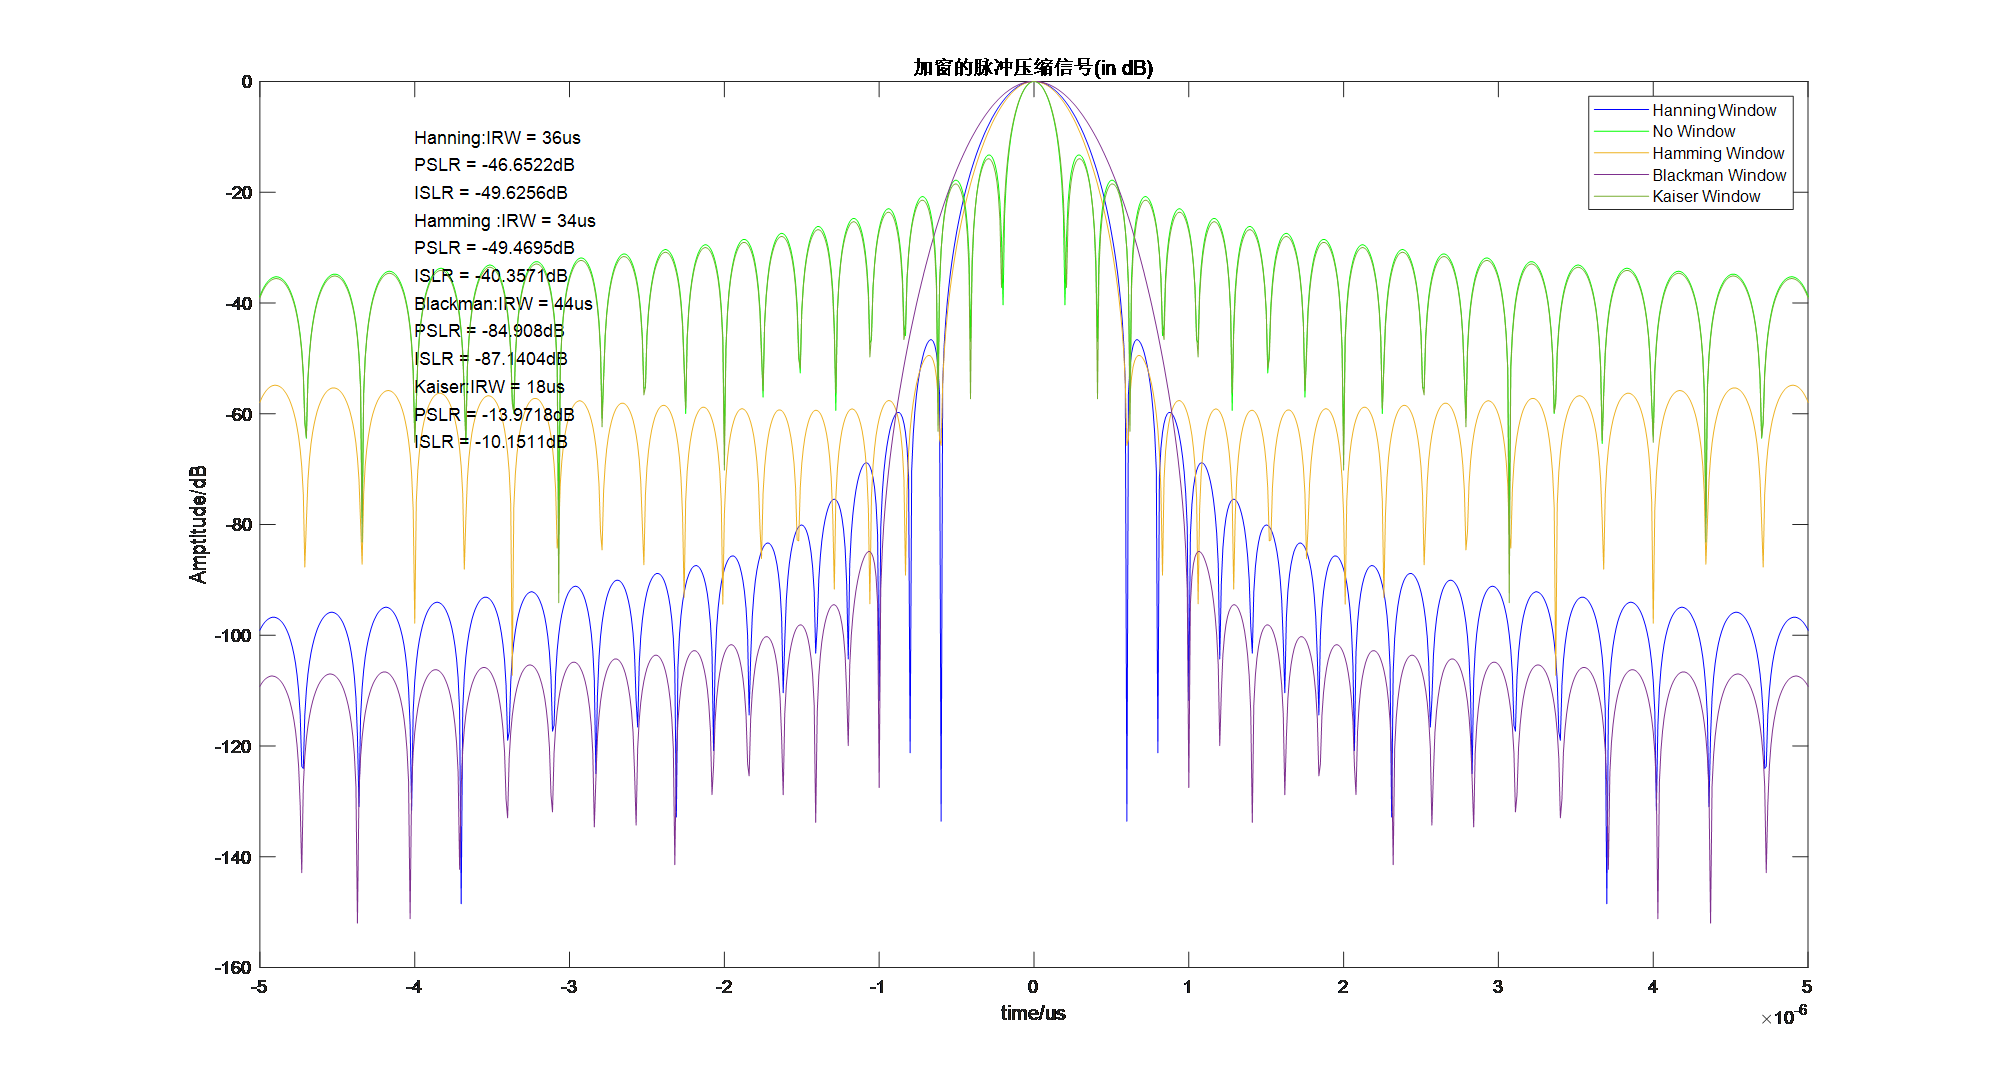 加窗的脉冲压缩信号(in dB)
0
-20
-40
-60
-80
-100
-120
-140
-160
Amptltude/dB
Hanning:IRW = 36us
PSLR = -46.6522dB
ISLR = -49.6256dB
Hamming :IRW = 34us
PSLR = -49.4695dB
ISLR = -40.3571dB
Blackman:IRW = 44us
PSLR = -84.908dB
ISLR = -87.1404dB
Kaiser:IRW = 18us
PSLR = -13.9718dB
ISLR = -10.1511dB
Hanning Window
No Window
Hamming Window
Blackman Window
Kaiser Window
-5 -4 -3 -2 -1 0 1 2 3 4 5
time/us
×10-6